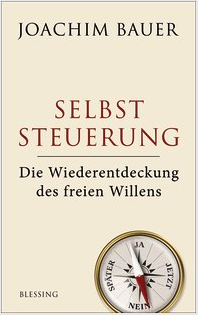 JOACHIM BAUER
SELBST
STEUERUNG
Die Wiederentdeckung
des freien Willens
JA
SPÄTER
JETZT
NEIN
BLESSING